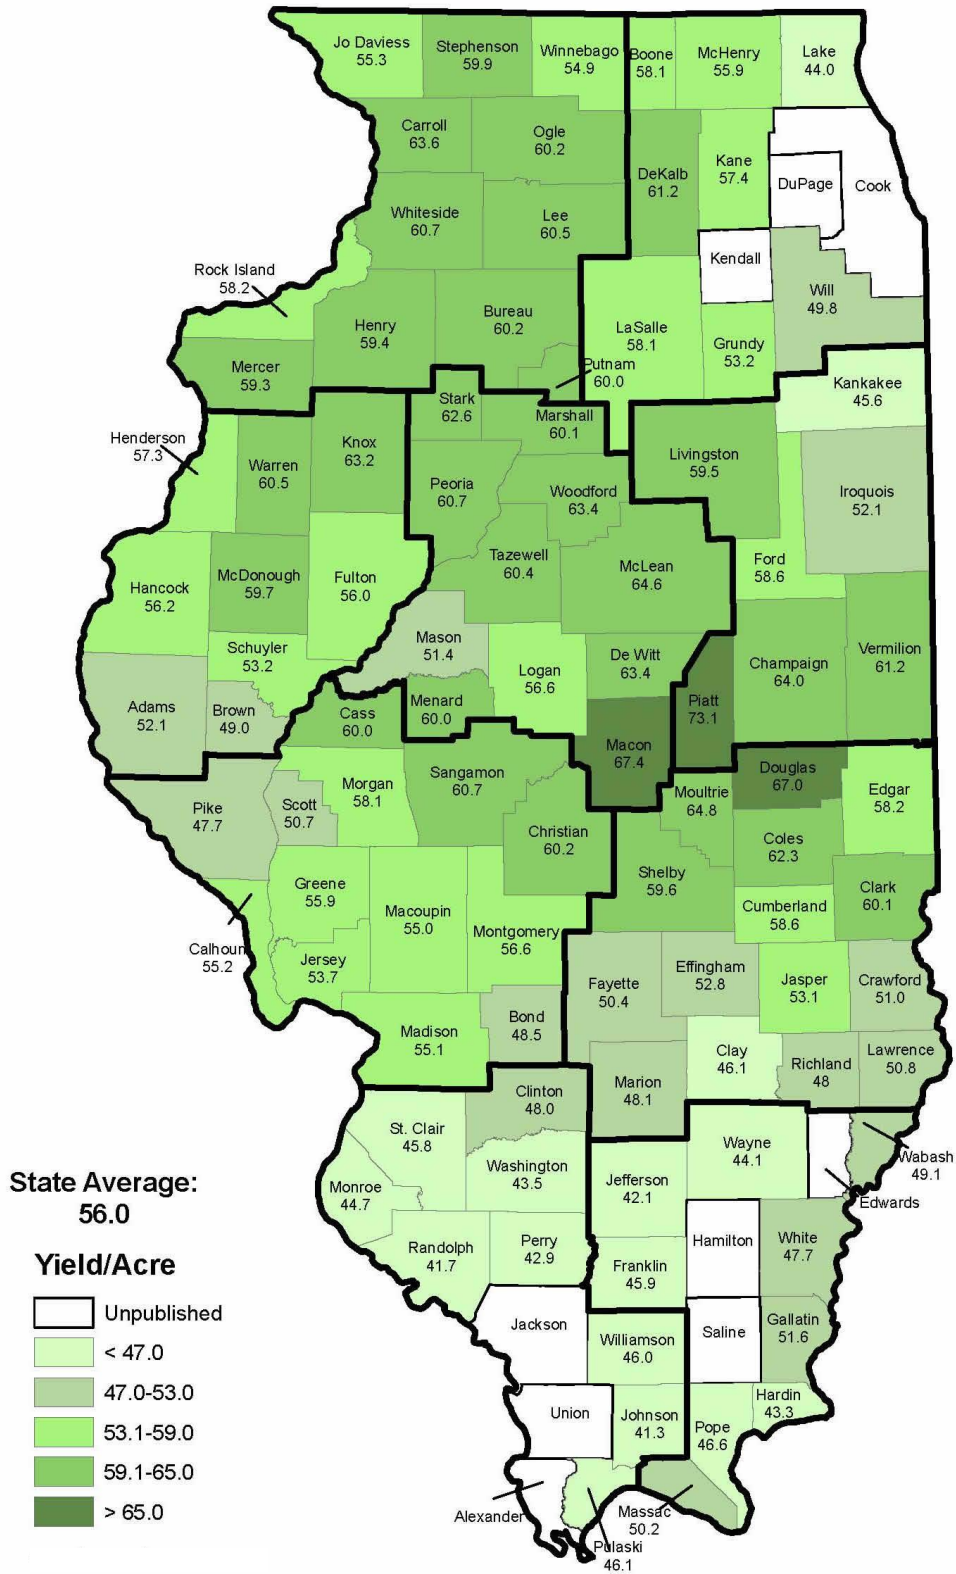 Jo Daviess
55.3
Stephenson
59.9
Winnebago
54.9
Boone
58.1
McHenry
55.9
Lake
44.0
Carroll
63.6
Ogle
60.2
DeKalb
61.2
Kane
57.4
DuPage
Cook
Whiteside
60.7
Lee
60.5
Kendall
Will
49.8
Rock Island
58.2
Henry
59.4
Bureau
60.2
LaSalle
58.1
Grundy
53.2
Mercer
59.3
Putnam
60.0
Kankakee
45.6
Stark
62.6
Marshall
60.1
Henderson
57.3
Warren
60.5
Knox
63.2
Livingston
59.5
Peoria
60.7
Woodford
63.4
Iroquois
52.1
Hancock
56.2
McDonough
59.7
Fulton
56.0
Tazewell
60.4
McLean
64.6
Ford
58.6
Schuyler
53.2
Mason
51.4
Logan
56.6
De Witt
63.4
Champaign
64.0
Vermilion
61.2
Adams
52.1
Brown
49.0
Cass
60.0
Menard
60.0
Piatt
73.1
Macon
67.4
Pike
47.7
Scott
50.7
Morgan
58.1
Sangamon
60.7
Christian
60.2
Moultrie
64.8
Douglas
67.0
Edgar
58.2
Coles
62.3
Shelby
59.6
Clark
60.1
Cumberland
58.6
Greene
55.9
Macoupin
55.0
Montgomery
56.6
Calhoun
55.2
Jersey
53.7
Fayette
50.4
Effingham
52.8
Jasper
53.1
Crawford
51.0
Madison
55.1
Bond
48.5
Clay
46.1
Richland
48
Lawrence
50.8
Marion
48.1
Clinton
48.0
St. Clair
45.8
Washington
43.5
Wayne
44.1
Wabash
49.1
Edwards
Jefferson
42.1
Monroe
44.7
Randolph
41.7
Perry
42.9
Hamilton
White
47.7
Franklin
45.9
Jackson
Williamson
46.0
Saline
Gallatin
51.6
Union
Johnson
41.3
Pope
46.6
Hardin
43.3
Alexander
Pulaski
46.1
Massac
50.2
State Average:
56.0
Yield/Acre
Unpublished
< 47.0
47.0-53.0
53.1-59.0
59.1-65.0
> 65.0